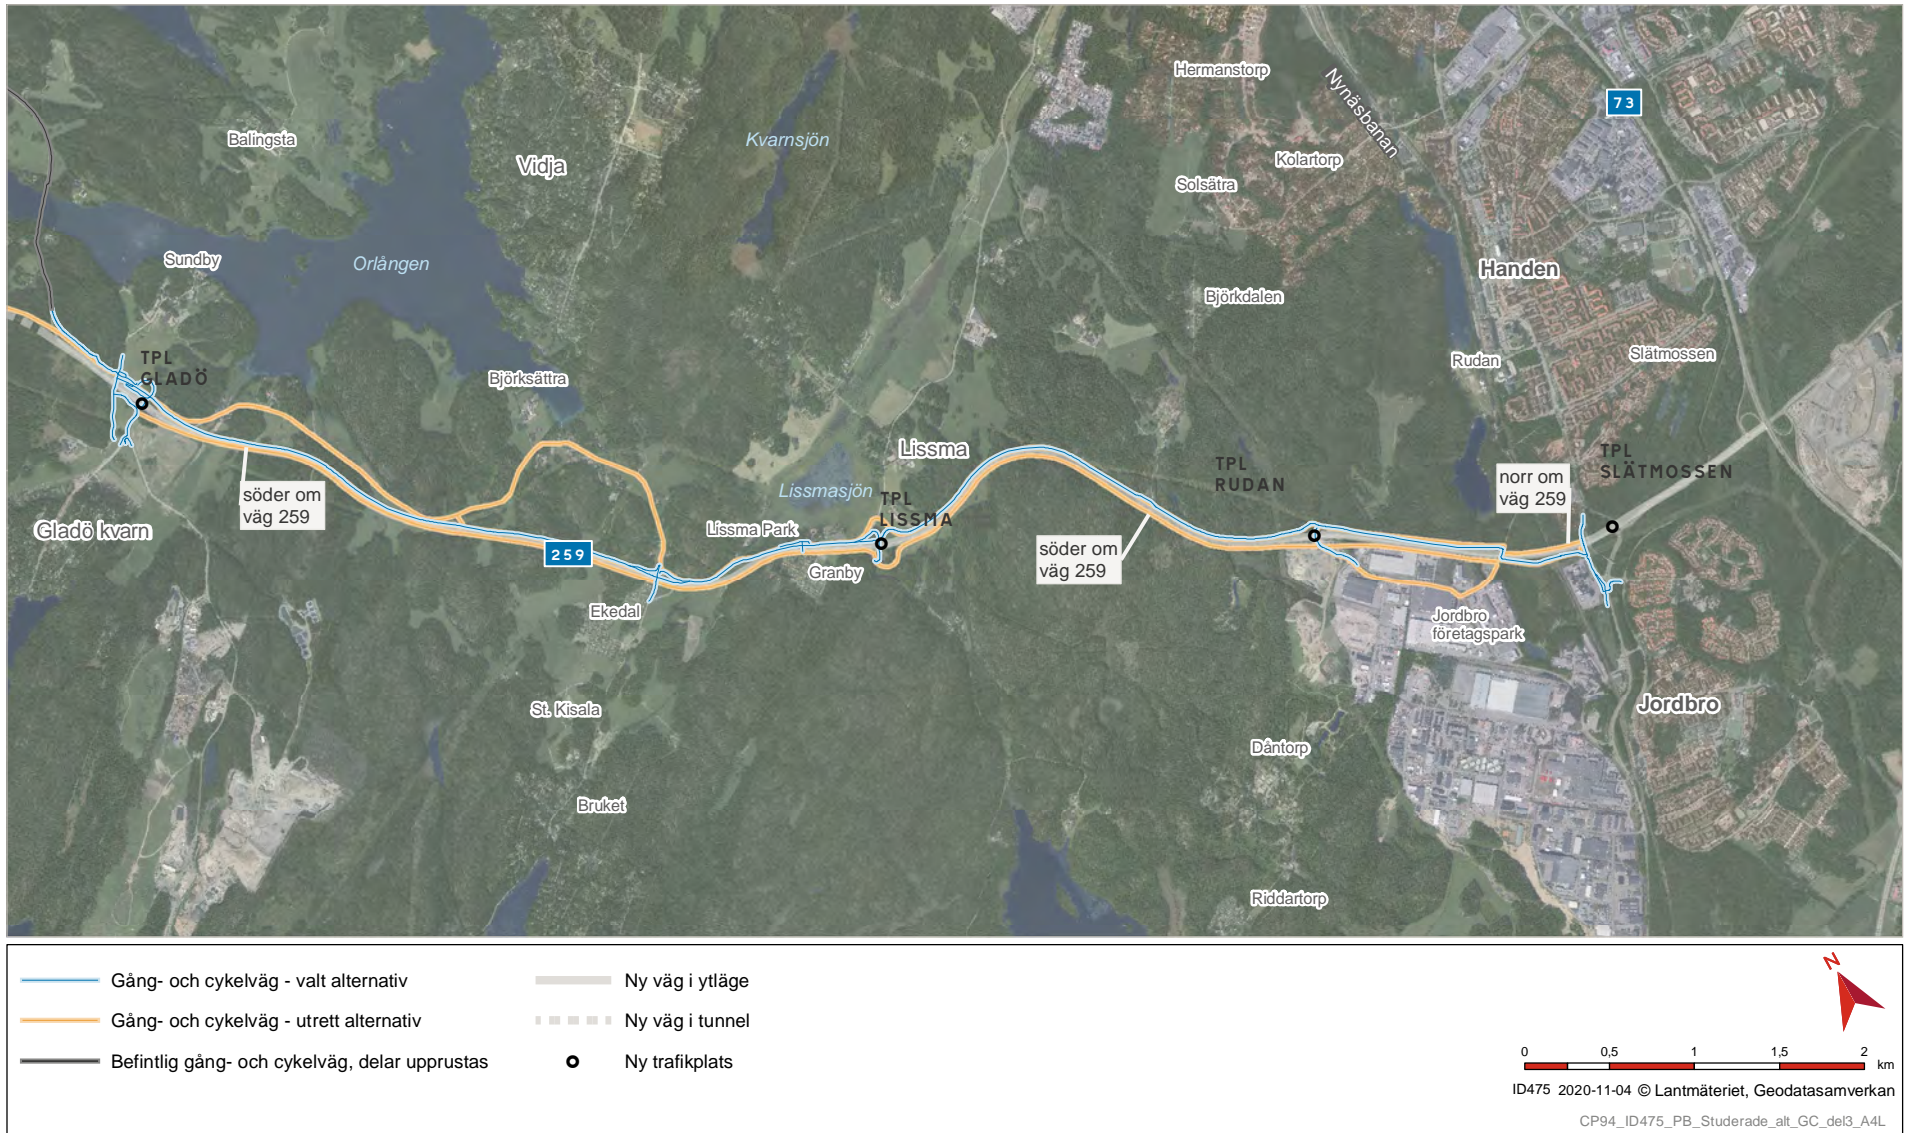 Hermanstorp
Nynäsbanan
73
Balingsta
Vidja
Kvarnsjön
Kolartorp
Solsätra
Sundby
Orlången
Handen
Björkdalen
TPL
GLADÖ
Björksättra
Rudan
Slätmossen
Lissma
TPL
RUDAN
TPL
SLÄTMOSSEN
norr om
väg 259
söder om
väg 259
Lissmasjön
TPL
LISSMA
Gladö kvarn
Lissma Park
259
söder om
väg 259
Granby
Ekedal
Jordbro
företagspark
St. Kisala
Jordbro
Dåntorp
Bruket
Riddartorp
Gång- och cykelväg - valt alternativ
Gång- och cykelväg - utrett alternativ
Befintlig gång- och cykelväg, delar upprustas
Ny väg i ytläge
Ny väg i tunnel
Ny trafikplats
N
0 0,5 1 1,5 2
km
ID475 2020-11-04 © Lantmäteriet, Geodatasamverkan
CP94_ID475_PB_Studerade_alt_GC_del3_A4L